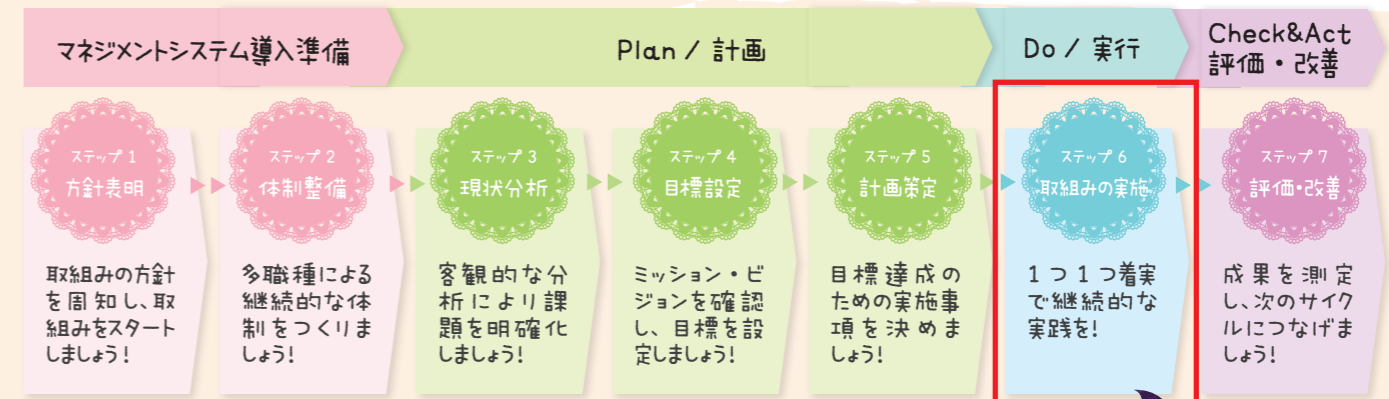 マネジメントシステム導入準備
Plan / 計画
Do / 実行
Check&Act
評価・改善
ステップ 1
方針表明
取組みの方針
を周知し、取
組みをスタート
しましょう！
ステップ 2
体制整備
多職種による
継続的な体
制をつくりま
しょう！
ステップ 3
現状分析
客観的な分
析により課
題を明確化
しましょう！
ステップ 4
目標設定
ミッション・ビ
ジョンを確認
し、目標を設
定しましょう！
ステップ 5
計画策定
目標達成の
ための実施事
項を決めま
しょう！
ステップ 6
取組みの実施
1つ1つ着実
で継続的な
実践を！
ステップ 7
評価・改善
成果を測定
し、次のサイク
ルにつなげま
しょう！